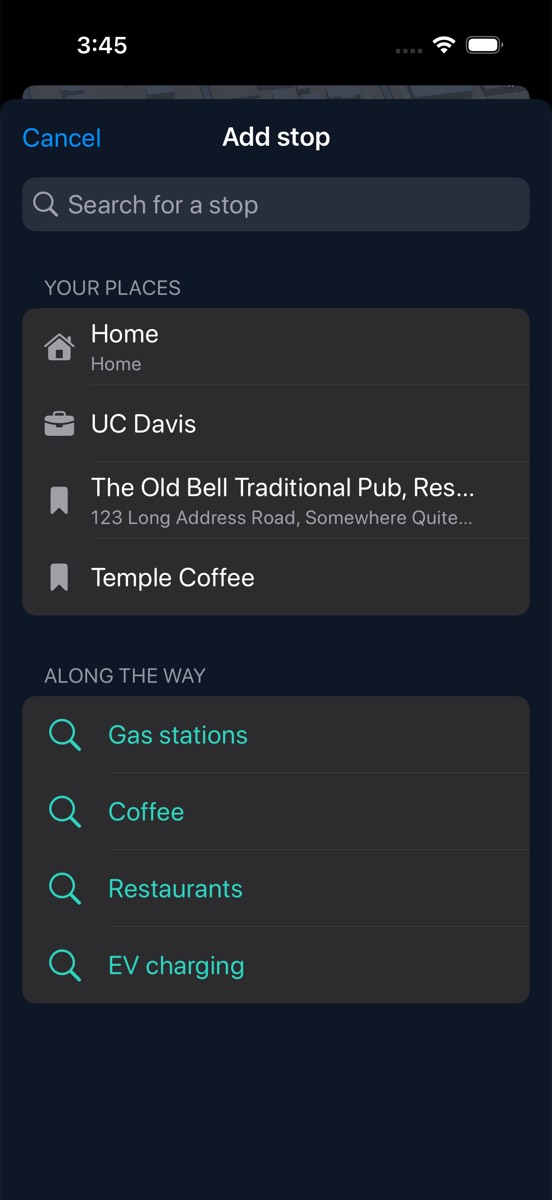 3:45
Cancel
Add stop
Search for a stop
YOUR PLACES
Home
Home
UC Davis
The Old Bell Traditional Pub, Res...
123 Long Address Road, Somewhere Quite...
Temple Coffee
ALONG THE WAY
Gas stations
Coffee
Restaurants
EV charging